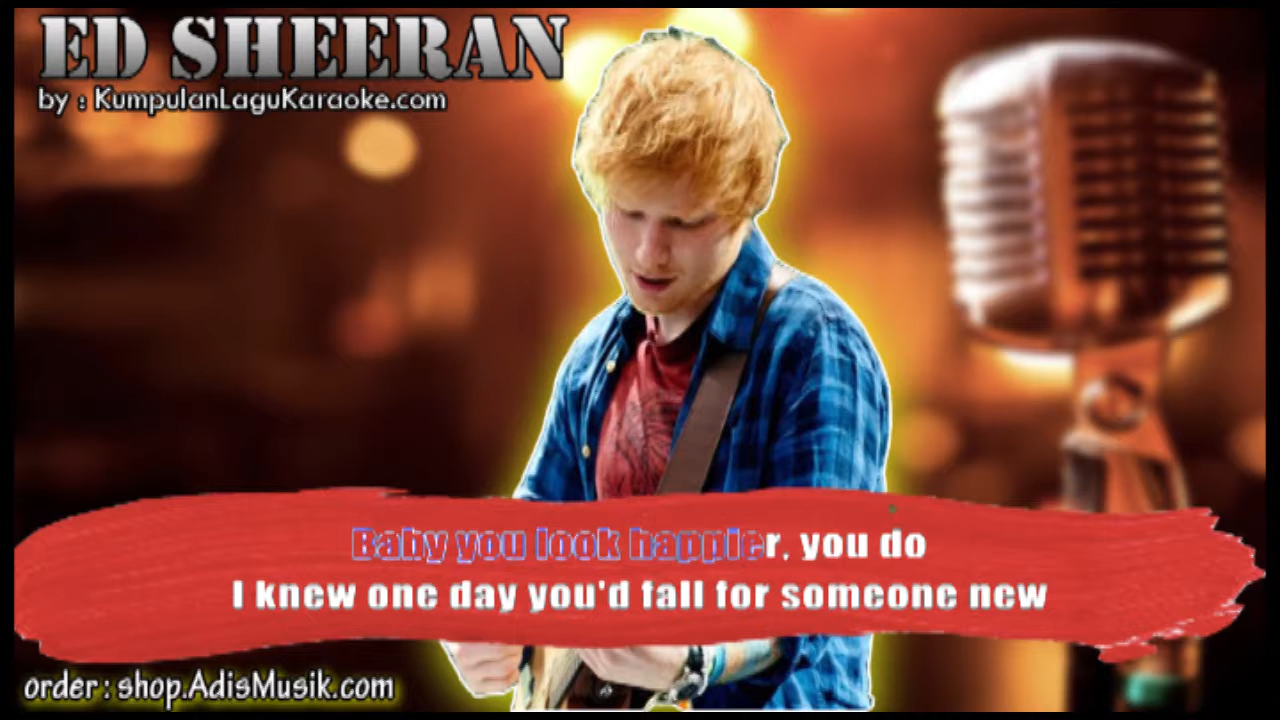 ED SHEERAN
by : KumpulanLaguKaraoke.com
Baby you look happier, you do
I knew one day you'd fall for someone new
order : shop.AdisMusik.com